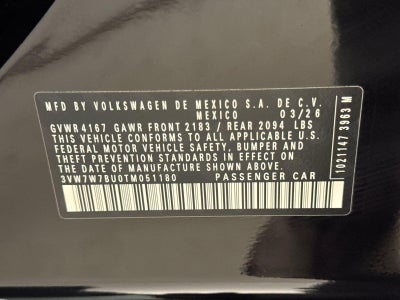 MFD BY VOLKSWAGEN DE MEXICO S.A. DE C.V.
MEXICO 03/26
GVWR 4167 GAWR FRONT 2183 / REAR 2094 LBS
THIS VEHICLE CONFORMS TO ALL APPLICABLE U.S.
FEDERAL MOTOR VEHICLE SAFETY, BUMPER AND
THEFT PREVENTION STANDARDS IN EFFECT ON
THE DATE OF MANUFACTURE SHOWN ABOVE.
3VW7W7BU0TM051180 PASSENGER CAR
1021147 3963 M